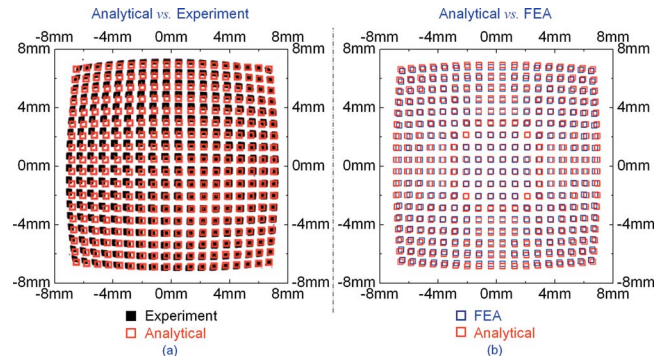 Analytical vs. Experiment
-8mm -4mm 0mm 4mm 8mm
8mm 8mm
4mm 4mm
0mm 0mm
-4mm -4mm
-8mm -8mm
-8mm -4mm 0mm 4mm 8mm
Experiment
Analytical
(a)
Analytical vs. FEA
-8mm -4mm 0mm 4mm 8mm
8mm 8mm
4mm 4mm
0mm 0mm
-4mm -4mm
-8mm -8mm
-8mm -4mm 0mm 4mm 8mm
FEA
Analytical
(b)